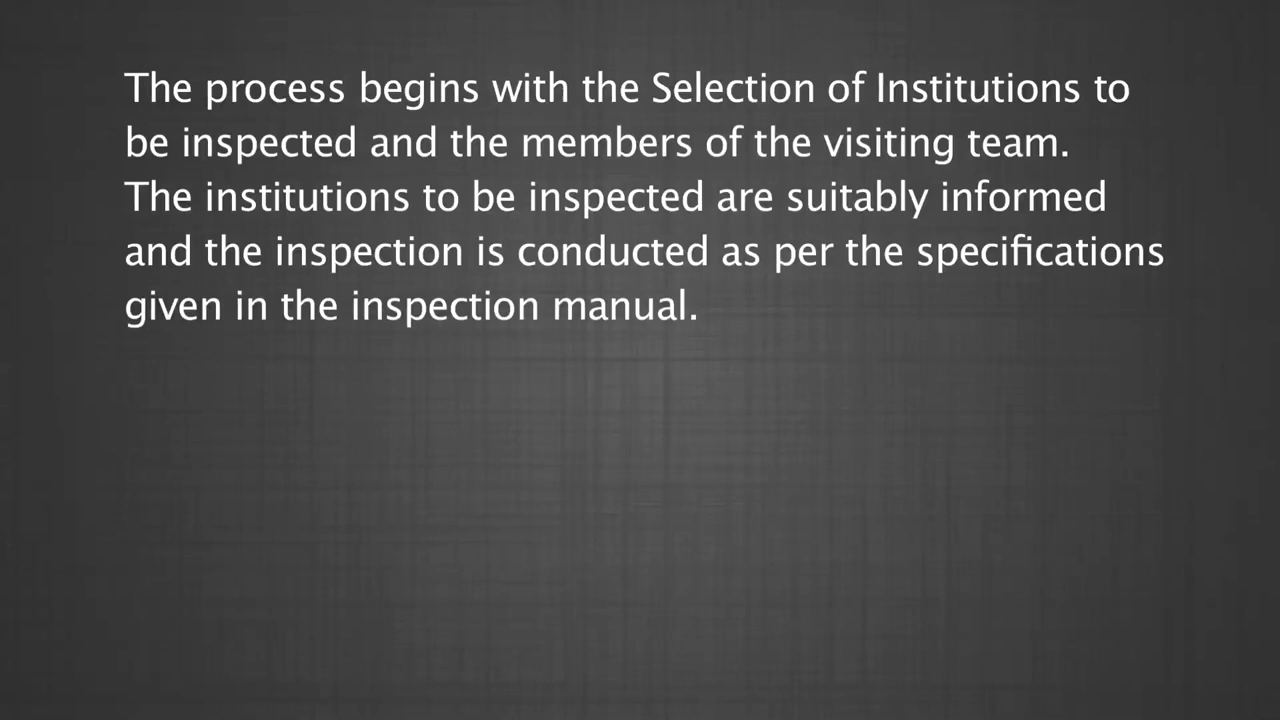 The process begins with the Selection of Institutions to
be inspected and the members of the visiting team.
The institutions to be inspected are suitably informed
and the inspection is conducted as per the specifications
given in the inspection manual.